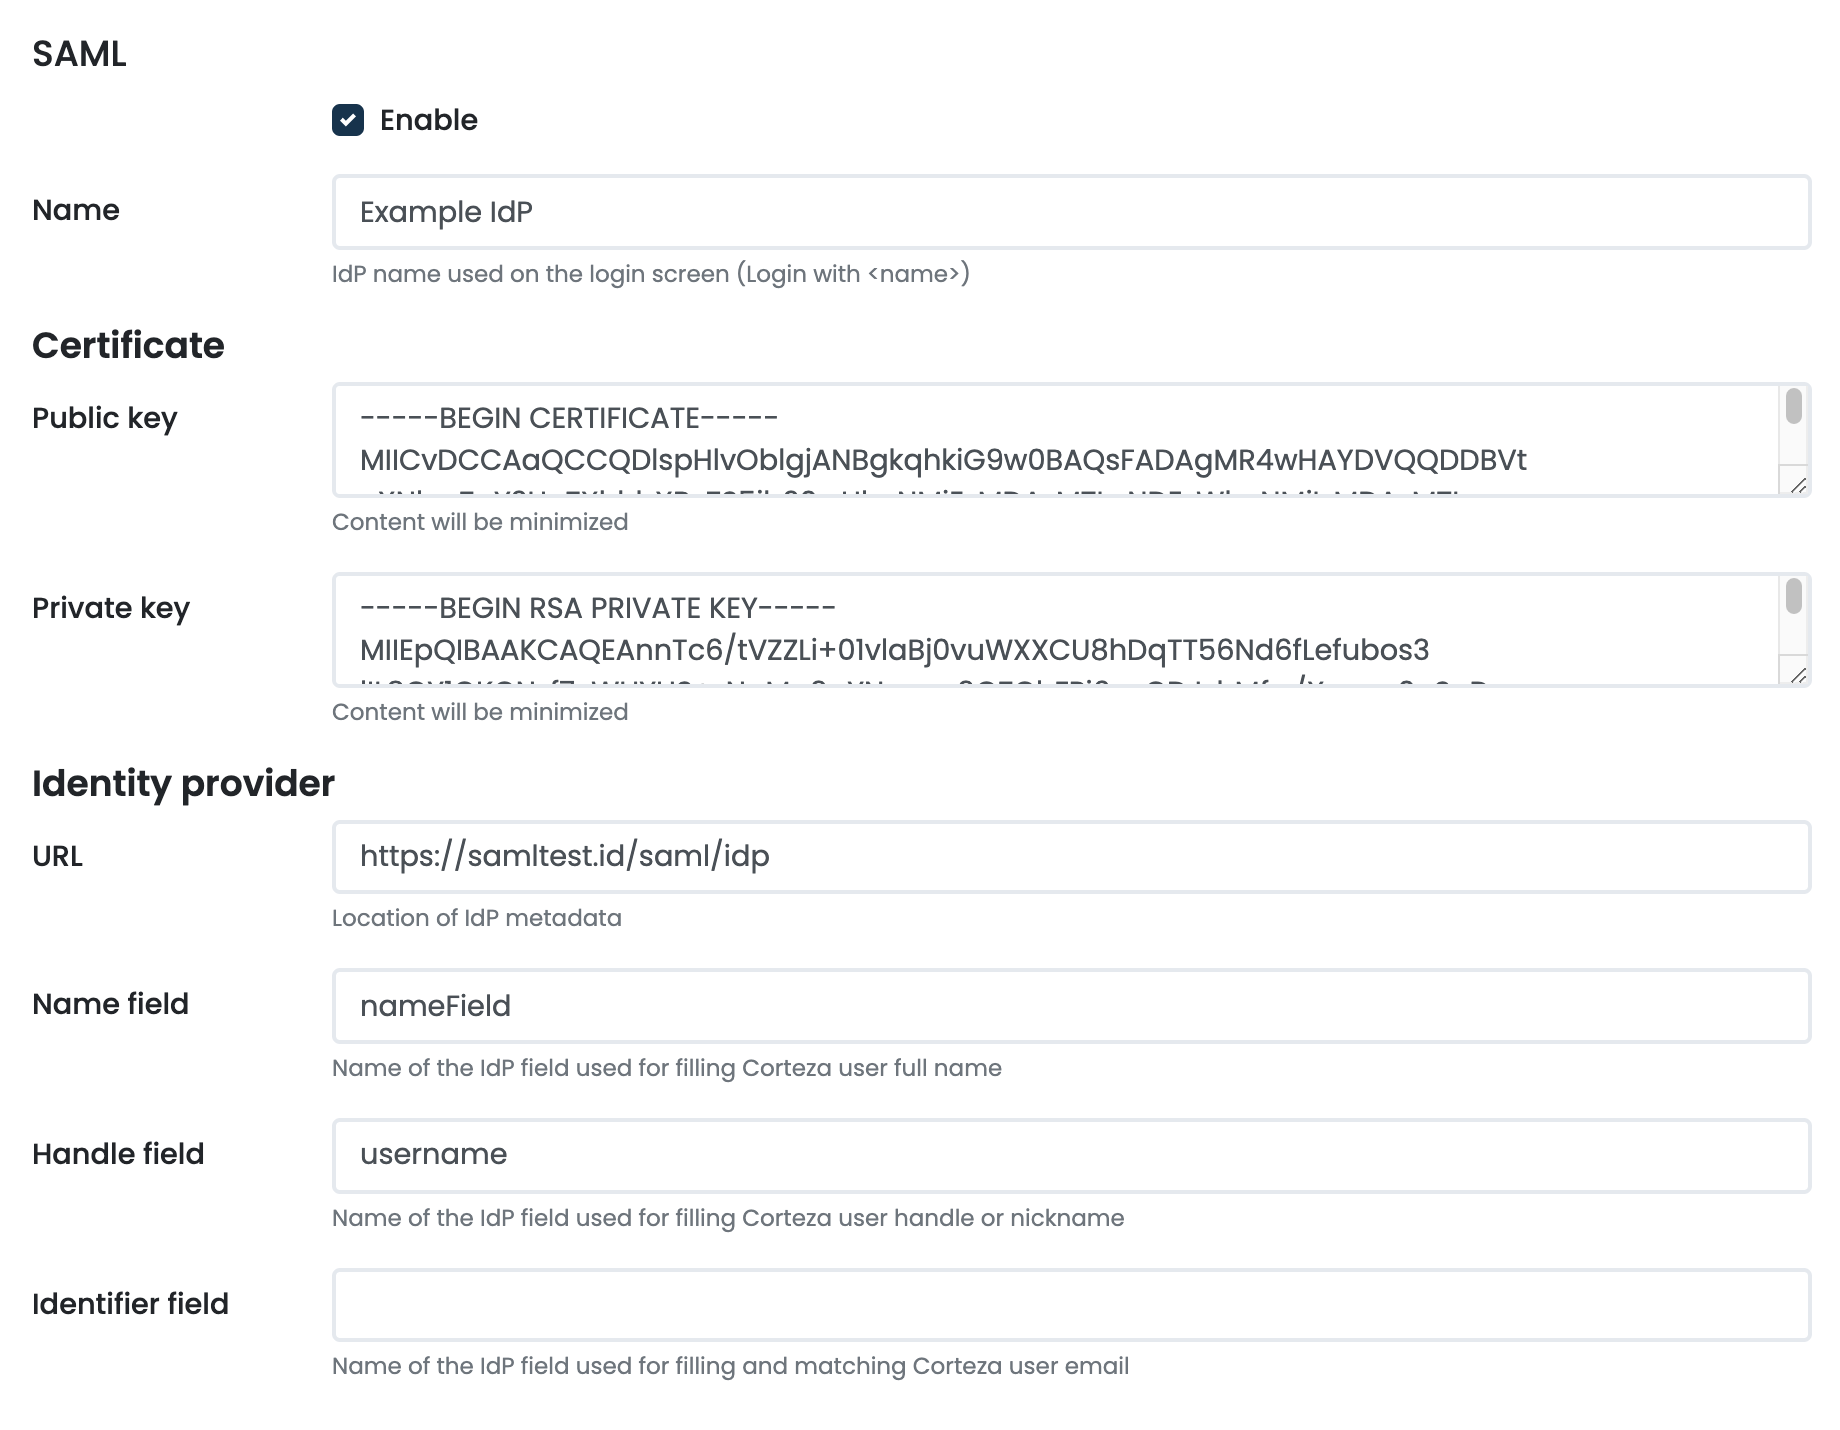 SAML
Enable
Name
Example IdP
IdP name used on the login screen (Login with <name>)
Certificate
Public key
-----BEGIN CERTIFICATE-----
MIICvDCCAaQCCQDlspHlvOblgjANBgkqhkiG9w0BAQsFADAgMR4wHAYDVQQDDBVt
Content will be minimized
Private key
-----BEGIN RSA PRIVATE KEY-----
MIIEpQIBAAKCAQEAnnTc6/tVZZLi+01vlaBj0vuWXXCU8hDqTT56Nd6fLefubos3
Content will be minimized
Identity provider
URL
https://samltest.id/saml/idp
Location of IdP metadata
Name field
nameField
Name of the IdP field used for filling Corteza user full name
Handle field
username
Name of the IdP field used for filling Corteza user handle or nickname
Identifier field
Name of the IdP field used for filling and matching Corteza user email